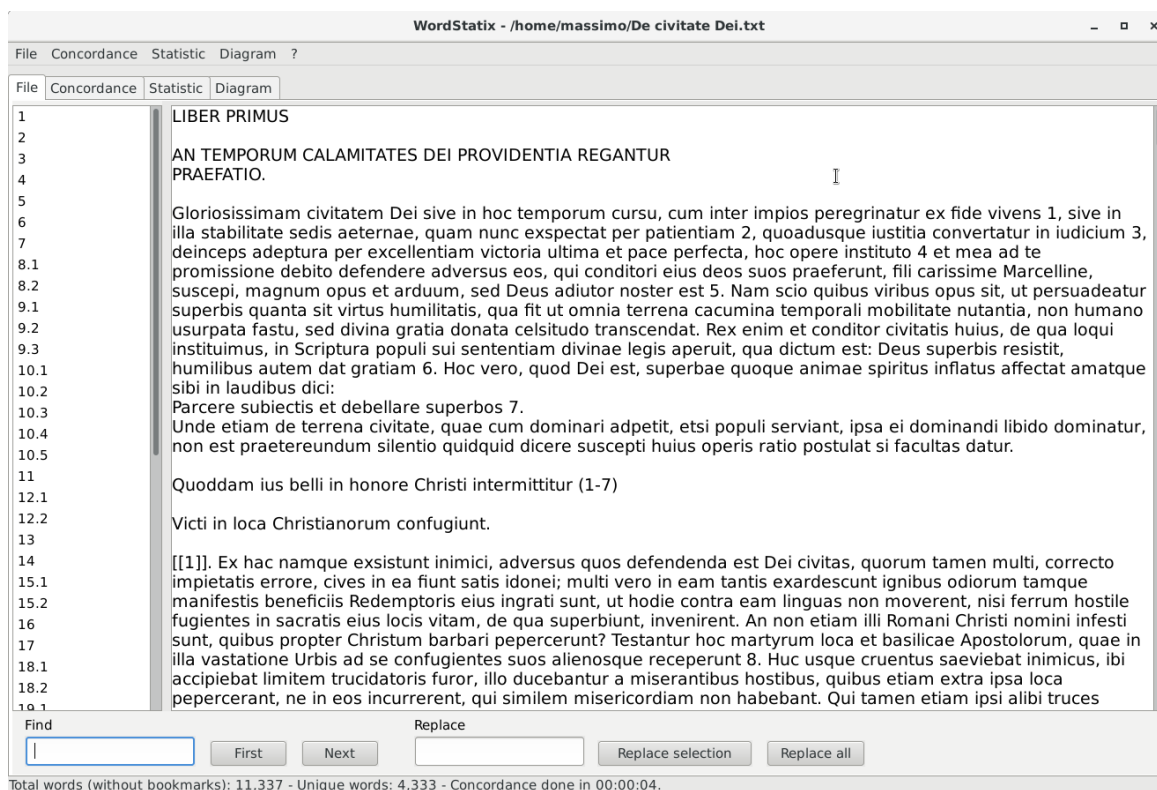 WordStatix - /home/massimo/De civitate Dei.txt
File Concordance Statistic Diagram ?
File Concordance Statistic Diagram
1
2
3
4
5
6
7
8.1
8.2
9.1
9.2
9.3
10.1
10.2
10.3
10.4
10.5
11
12.1
12.2
13
14
15.1
15.2
16
17
18.1
18.2
19.1
LIBER PRIMUS
AN TEMPORUM CALAMITATES DEI PROVIDENTIA REGANTUR
PRAEFATIO.
Gloriosissimam civitatem Dei sive in hoc temporum cursu, cum inter impios peregrinatur ex fide vivens 1, sive in
illa stabilitate sedis aeternae, quam nunc exspectat per patientiam 2, quoadusque iustitia convertatur in iudicium 3,
deinceps adeptura per excellentiam victoria ultima et pace perfecta, hoc opere instituto 4 et mea ad te
promissione debito defendere adversus eos, qui conditori eius deos suos praeferunt, fili carissime Marcelline,
suscepi, magnum opus et arduum, sed Deus adiutor noster est 5. Nam scio quibus viribus opus sit, ut persuadeatur
superbis quanta sit virtus humilitatis, qua fit ut omnia terrena cacumina temporali mobilitate nutantia, non humano
usurpata fastu, sed divina gratia donata celsitudo transcendat. Rex enim et conditor civitatis huius, de qua loqui
instituimus, in Scriptura populi sui sententiam divinae legis aperuit, qua dictum est: Deus superbis resistit,
humilibus autem dat gratiam 6. Hoc vero, quod Dei est, superbae quoque animae spiritus inflatus affectat amatque
sibi in laudibus dici:
Parcere subiectis et debellare superbos 7.
Unde etiam de terrena civitate, quae cum dominari adpetit, etsi populi serviant, ipsa ei dominandi libido dominatur,
non est praetereundum silentio quidquid dicere suscepti huius operis ratio postulat si facultas datur.
Quoddam ius belli in honore Christi intermittitur (1-7)
Victi in loca Christianorum confugiunt.
[[1]]. Ex hac namque exsistunt inimici, adversus quos defendenda est Dei civitas, quorum tamen multi, correcto
impietatis errore, cives in ea fiunt satis idonei; multi vero in eam tantis exardescunt ignibus odiorum tamque
manifestis beneficiis Redemptoris eius ingrati sunt, ut hodie contra eam linguas non moverent, nisi ferrum hostile
fugientes in sacratis eius locis vitam, de qua superbiunt, invenirent. An non etiam illi Romani Christi nomini infesti
sunt, quibus propter Christum barbari pepercerunt? Testantur hoc martyrum loca et basilicae Apostolorum, quae in
illa vastatione Urbis ad se confugientes suos alienosque receperunt 8. Huc usque cruentus saeviebat inimicus, ibi
accipiebat limitem trucidatoris furor, illo ducebantur a miserantibus hostibus, quibus etiam extra ipsa loca
pepercerant, ne in eos incurrerent, qui similem misericordiam non habebant. Qui tamen etiam ipsi alibi truces
Find Replace
First Next Replace selection Replace all
Total words (without bookmarks): 11.337 - Unique words: 4.333 - Concordance done in 00:00:04.